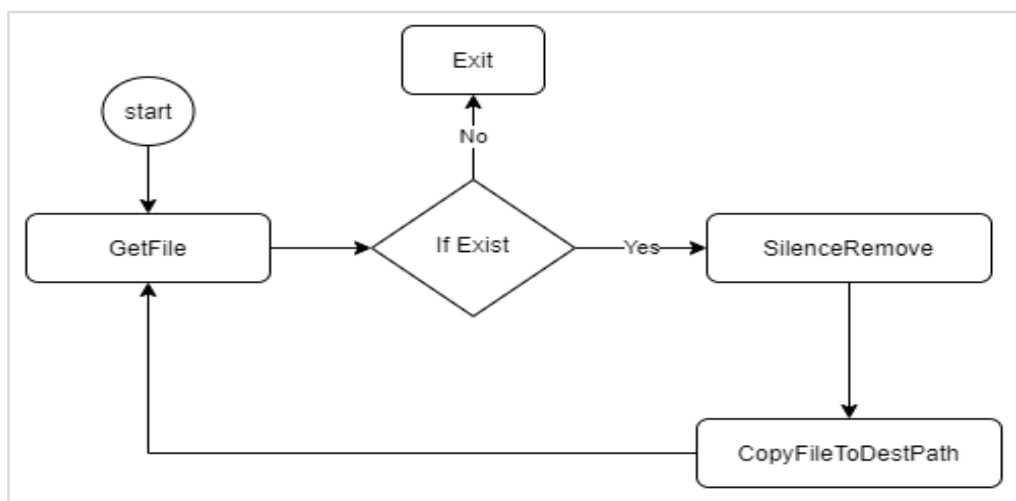 Exit
start
No
GetFile
If Exist
Yes
SilenceRemove
CopyFileToDestPath